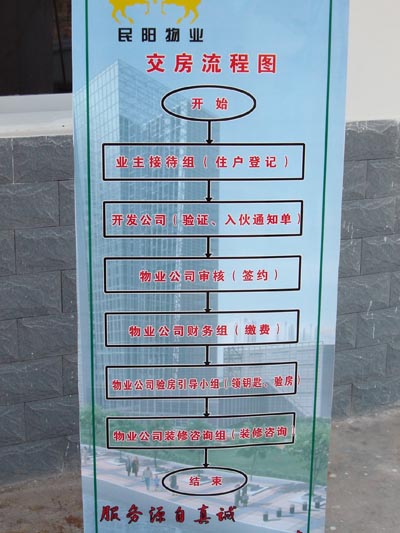 民阳物业
交房流程图
开 始
业主接待组（住户登记）
开发公司（验证、入伙通知单）
物业公司审核（签约）
物业公司财务组（缴费）
物业公司验房引导小组（领钥匙、验房）
物业公司装修咨询组（装修咨询）
结 束
服务源自真诚